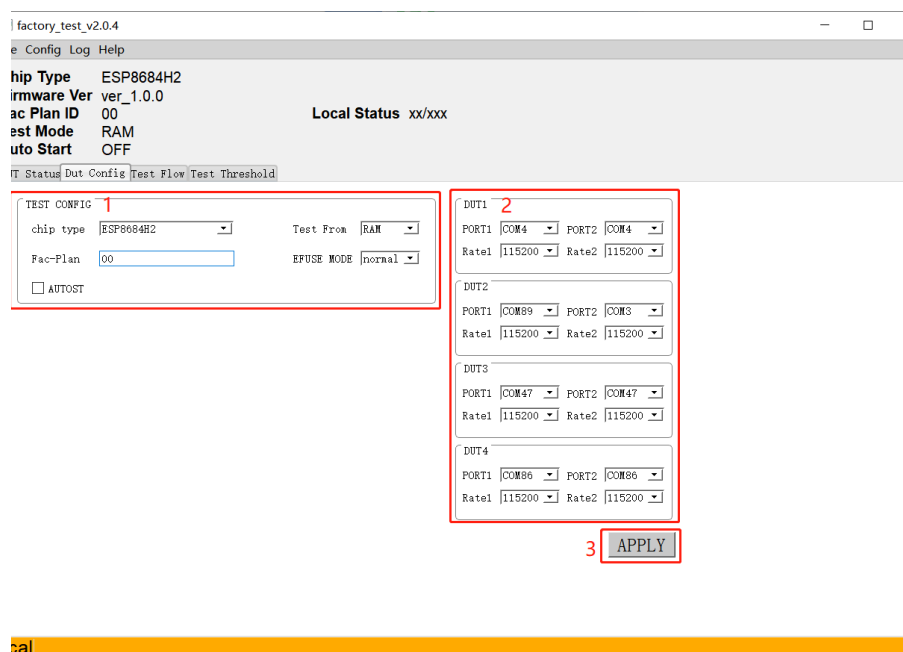 factory_test_v2.0.4
e Config Log Help
hip Type ESP8684H2
irmware Ver ver_1.0.0
ac Plan ID 00 Local Status xx/xxx
est Mode RAM
uto Start OFF
UT Status Dut Config Test Flow Test Threshold
TEST CONFIG 1
chip type ESP8684H2 Test From RAM
Fac-Plan 00 EFUSE MODE normal
AUTOST
DUT1 2
PORT1 COM4 PORT2 COM4
Rate1 115200 Rate2 115200
DUT2
PORT1 COM89 PORT2 COM3
Rate1 115200 Rate2 115200
DUT3
PORT1 COM47 PORT2 COM47
Rate1 115200 Rate2 115200
DUT4
PORT1 COM86 PORT2 COM86
Rate1 115200 Rate2 115200
3 APPLY
cal